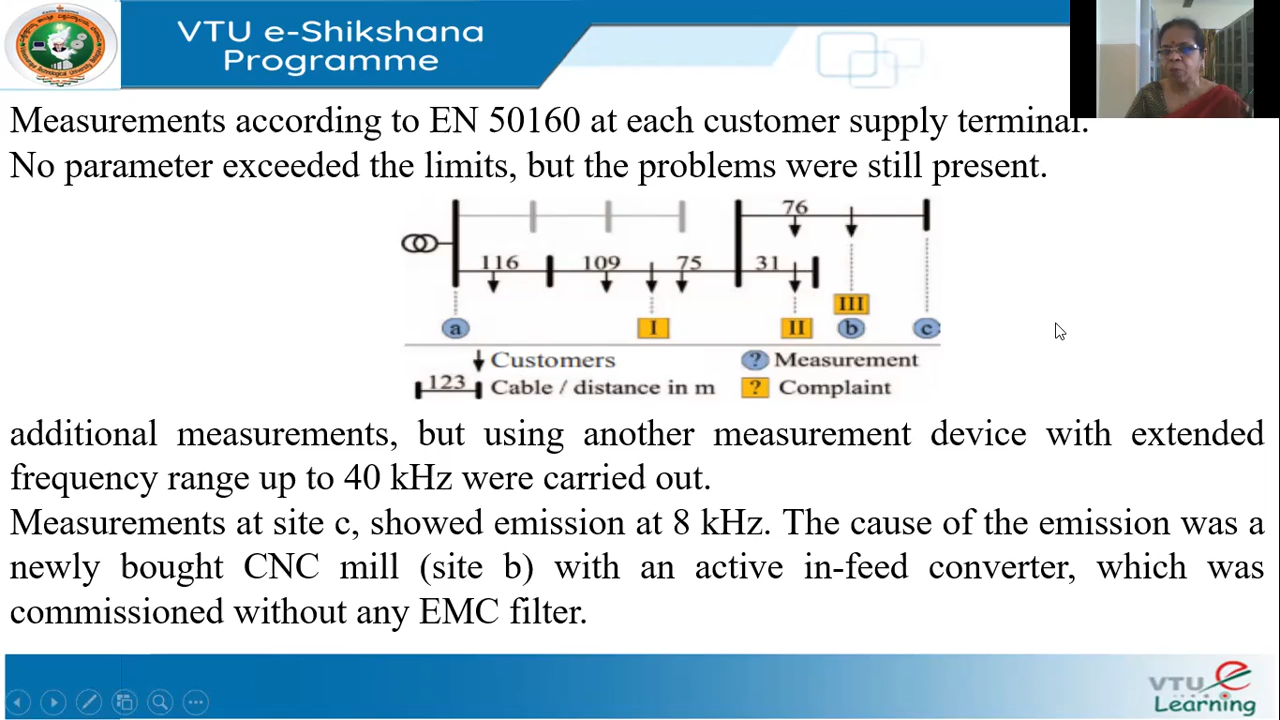 VTU e-Shikshana
Programme
Measurements according to EN 50160 at each customer supply terminal.
No parameter exceeded the limits, but the problems were still present.
76
116 109 75 31
III
a I II b c
Customers ? Measurement
123 Cable / distance in m ? Complaint
additional measurements, but using another measurement device with extended
frequency range up to 40 kHz were carried out.
Measurements at site c, showed emission at 8 kHz. The cause of the emission was a
newly bought CNC mill (site b) with an active in-feed converter, which was
commissioned without any EMC filter.
VTU e
Learning